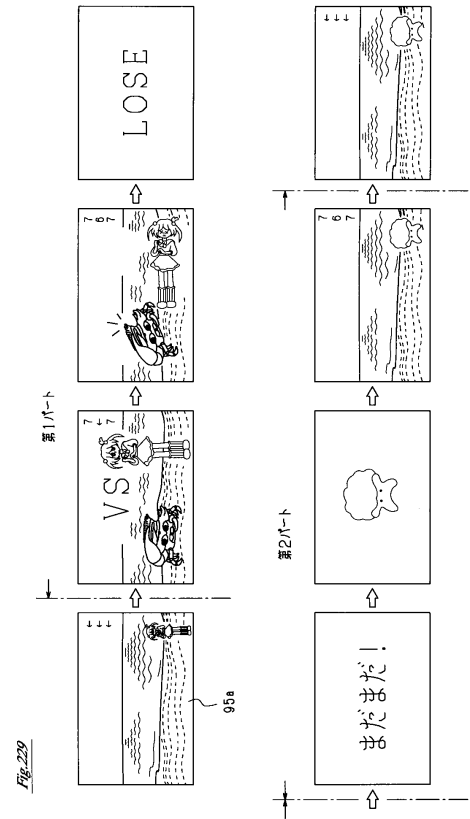 Fig.229
第1パート
↓ ↓ ↓
95a
VS
7 ↓ 7
7 6 7
LOSE
第2パート
まだまだ!
7 6 7
↓ ↓ ↓